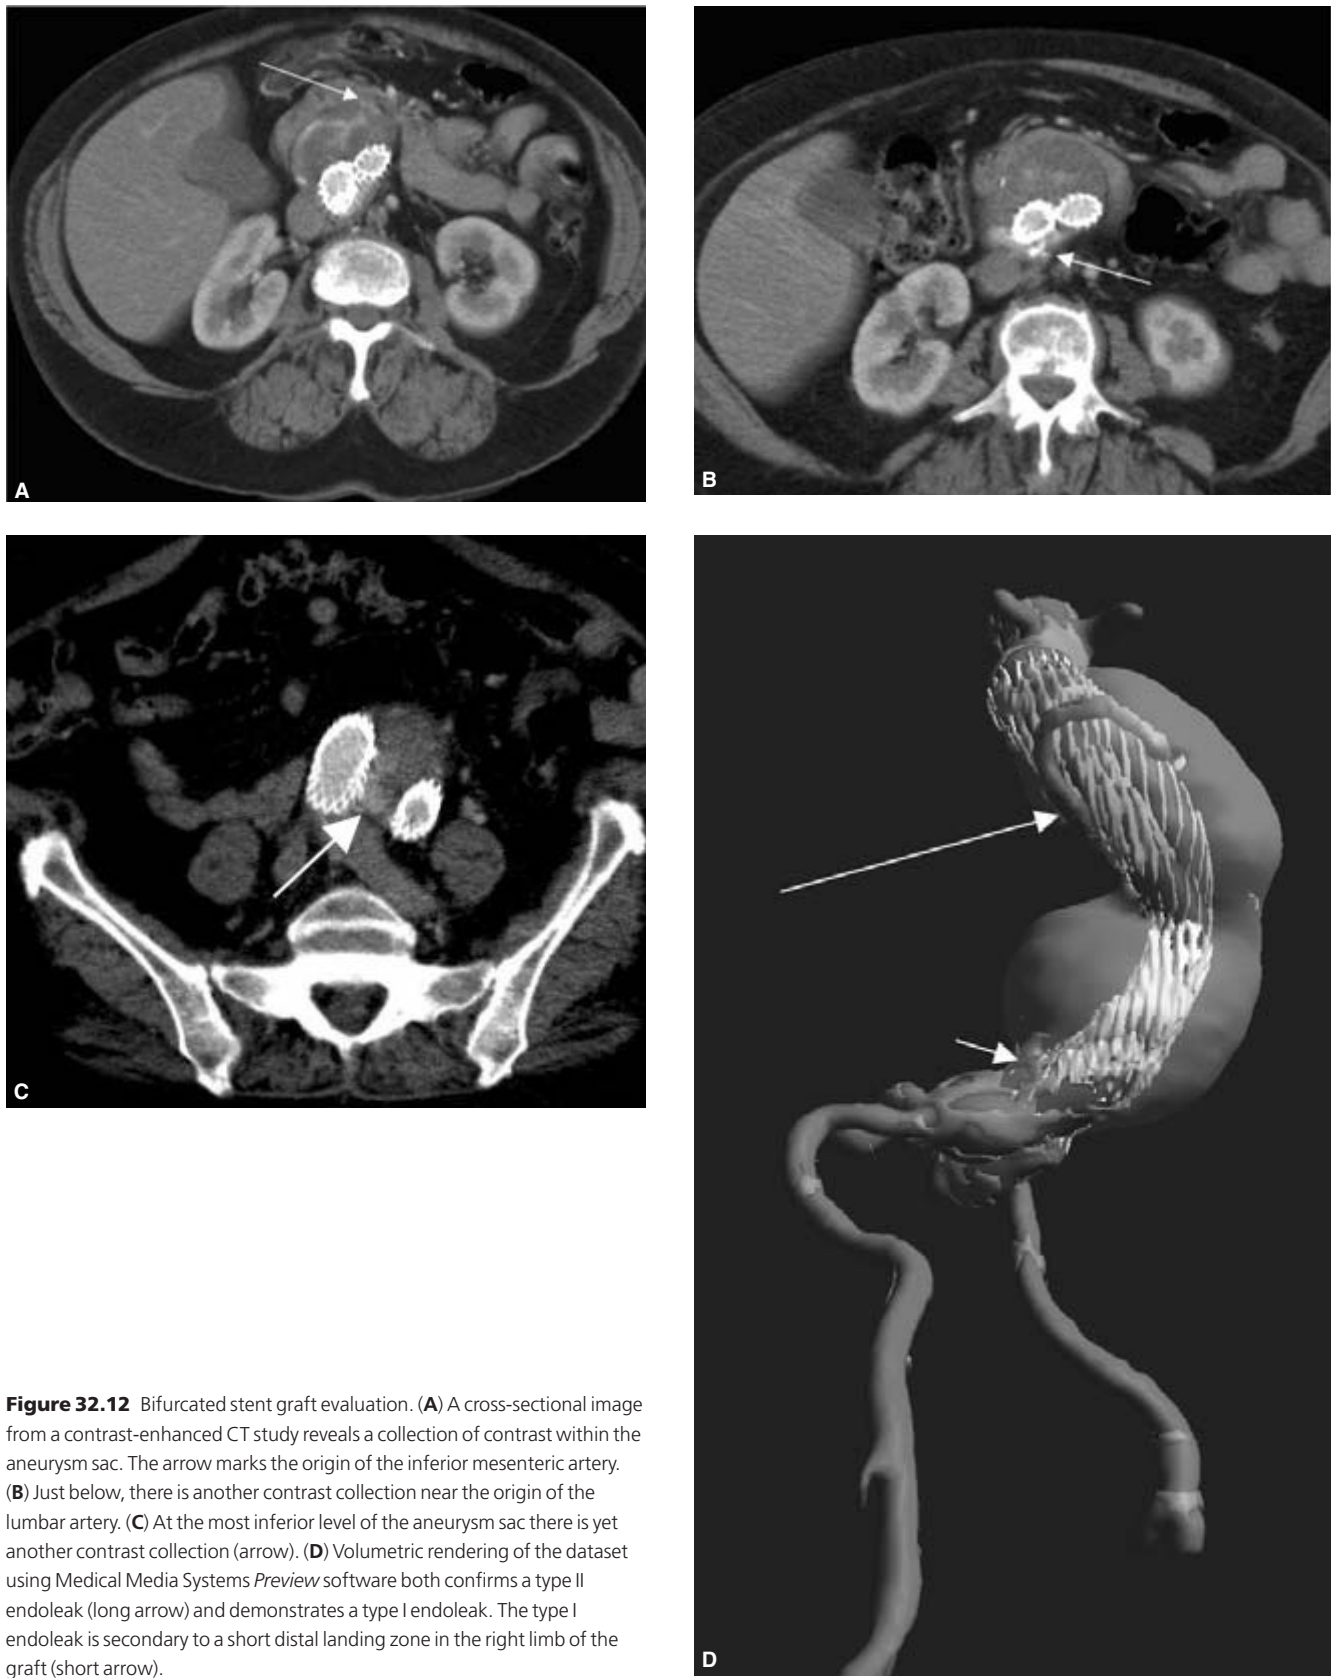 A
B
C
D
Figure 32.12 Bifurcated stent graft evaluation. (A) A cross-sectional image
from a contrast-enhanced CT study reveals a collection of contrast within the
aneurysm sac. The arrow marks the origin of the inferior mesenteric artery.
(B) Just below, there is another contrast collection near the origin of the
lumbar artery. (C) At the most inferior level of the aneurysm sac there is yet
another contrast collection (arrow). (D) Volumetric rendering of the dataset
using Medical Media Systems Preview software both confirms a type II
endoleak (long arrow) and demonstrates a type I endoleak. The type I
endoleak is secondary to a short distal landing zone in the right limb of the
graft (short arrow).